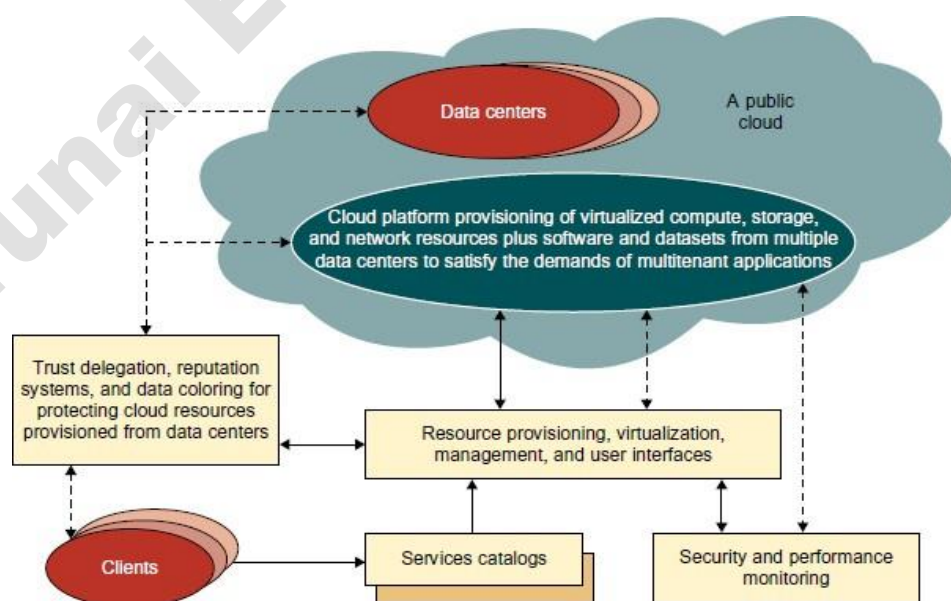 Data centers
A public
cloud
Cloud platform provisioning of virtualized compute, storage,
and network resources plus software and datasets from multiple
data centers to satisfy the demands of multitenant applications
Trust delegation, reputation
systems, and data coloring for
protecting cloud resources
provisioned from data centers
Resource provisioning, virtualization,
management, and user interfaces
Clients
Services catalogs
Security and performance
monitoring
unai E